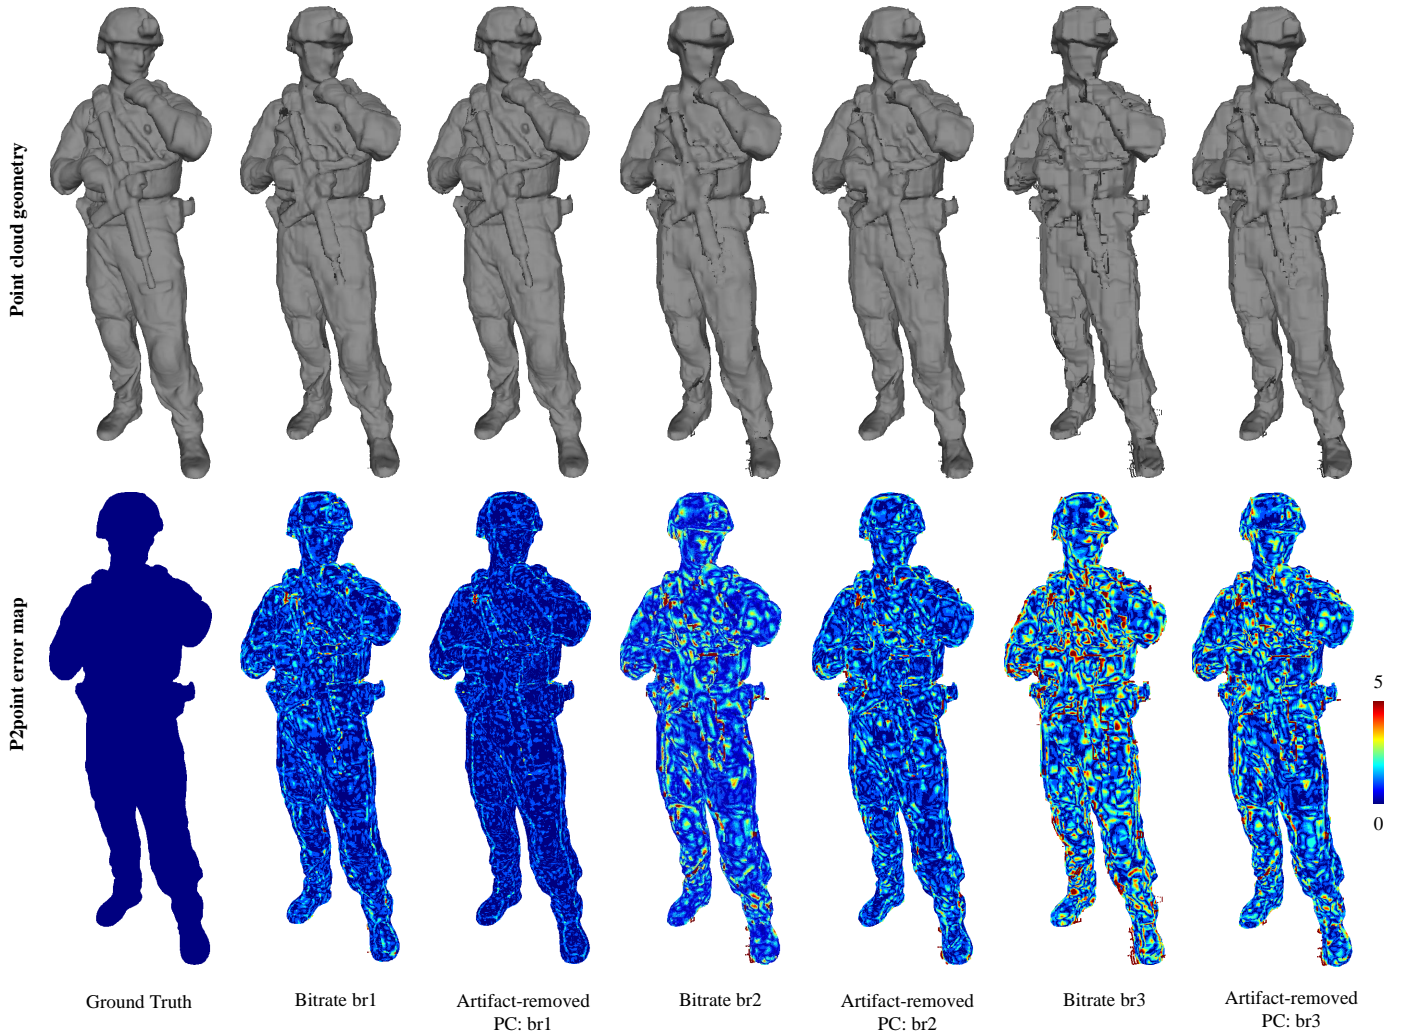 Point cloud geometry
P2point error map
5
0
Ground Truth
Bitrate br1
Artifact-removed
PC: br1
Bitrate br2
Artifact-removed
PC: br2
Bitrate br3
Artifact-removed
PC: br3